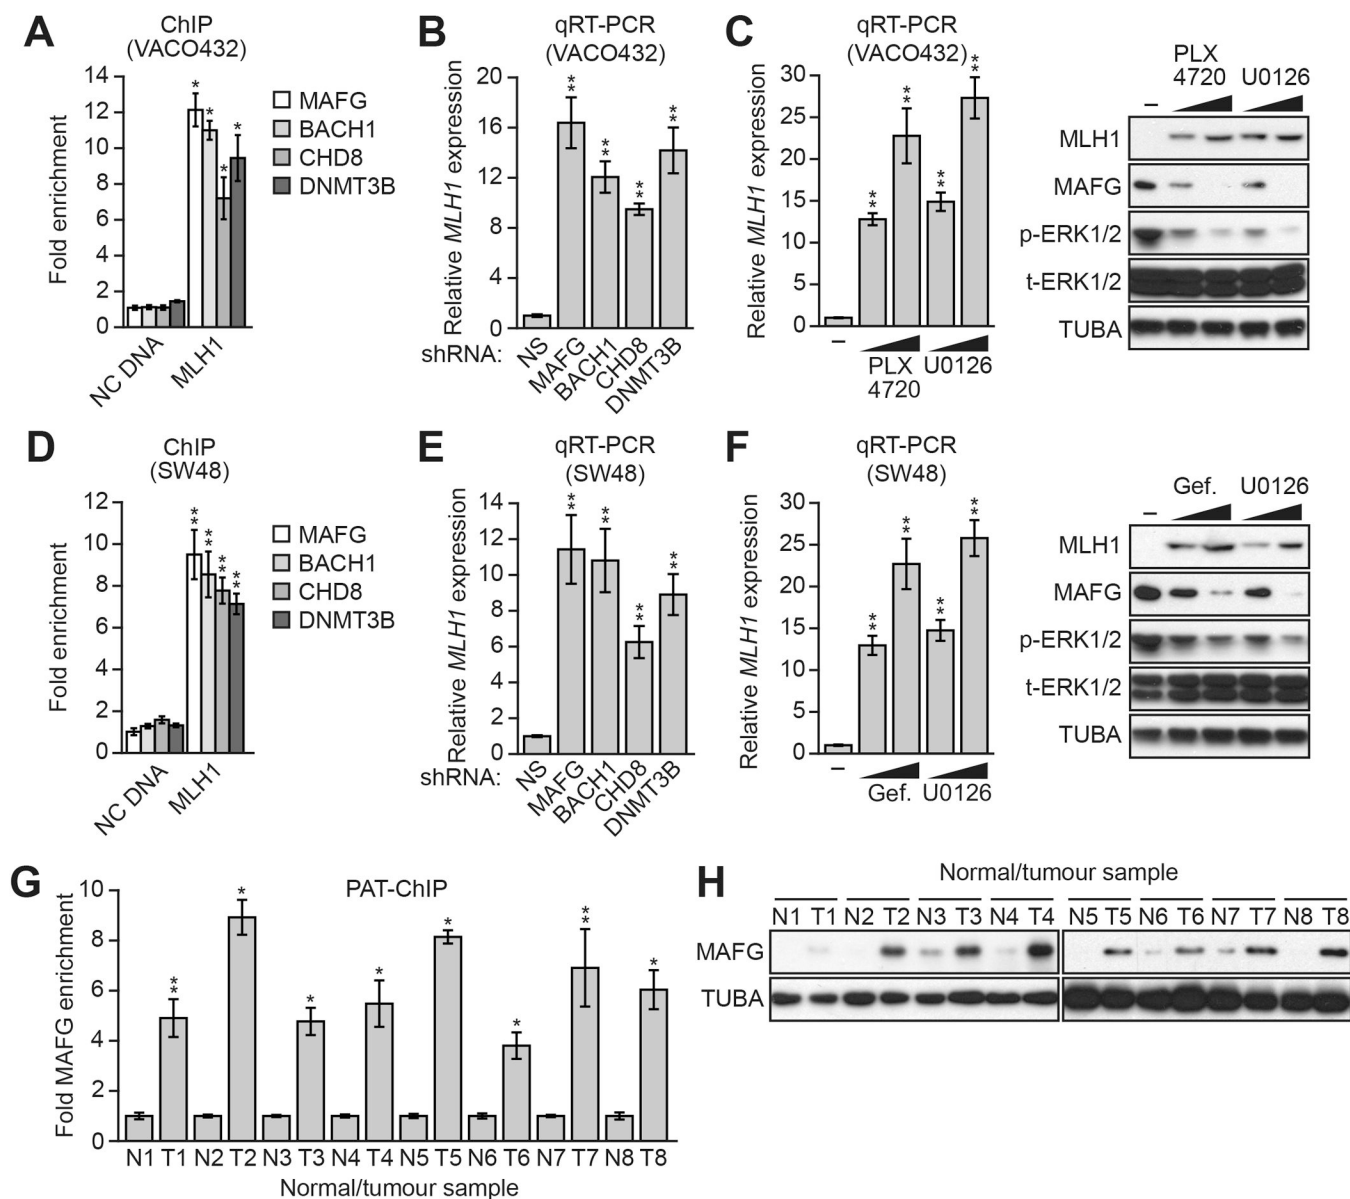 A
ChIP
(VACO432)
Fold enrichment
14
12
10
8
6
4
2
0
* * * *
NC DNA
MLH1
MAFG
BACH1
CHD8
DNMT3B
B
qRT-PCR
(VACO432)
Relative MLH1 expression
20
16
12
8
4
0
** ** ** **
shRNA:
NS
MAFG
BACH1
CHD8
DNMT3B
C
qRT-PCR
(VACO432)
Relative MLH1 expression
30
25
20
15
10
5
0
** ** ** **
–
PLX
4720
U0126
PLX
4720
U0126
–
MLH1
MAFG
p-ERK1/2
t-ERK1/2
TUBA
D
ChIP
(SW48)
Fold enrichment
12
10
8
6
4
2
0
** ** ** **
NC DNA
MLH1
MAFG
BACH1
CHD8
DNMT3B
E
qRT-PCR
(SW48)
Relative MLH1 expression
14
12
10
8
6
4
2
0
** ** ** **
shRNA:
NS
MAFG
BACH1
CHD8
DNMT3B
F
qRT-PCR
(SW48)
Relative MLH1 expression
30
25
20
15
10
5
0
** ** ** **
–
Gef.
U0126
Gef. U0126
–
MLH1
MAFG
p-ERK1/2
t-ERK1/2
TUBA
G
PAT-ChIP
Fold MAFG enrichment
10
8
6
4
2
0
** * * * * * ** *
N1 T1 N2 T2 N3 T3 N4 T4 N5 T5 N6 T6 N7 T7 N8 T8
Normal/tumour sample
H
Normal/tumour sample
N1 T1 N2 T2 N3 T3 N4 T4 N5 T5 N6 T6 N7 T7 N8 T8
MAFG
TUBA